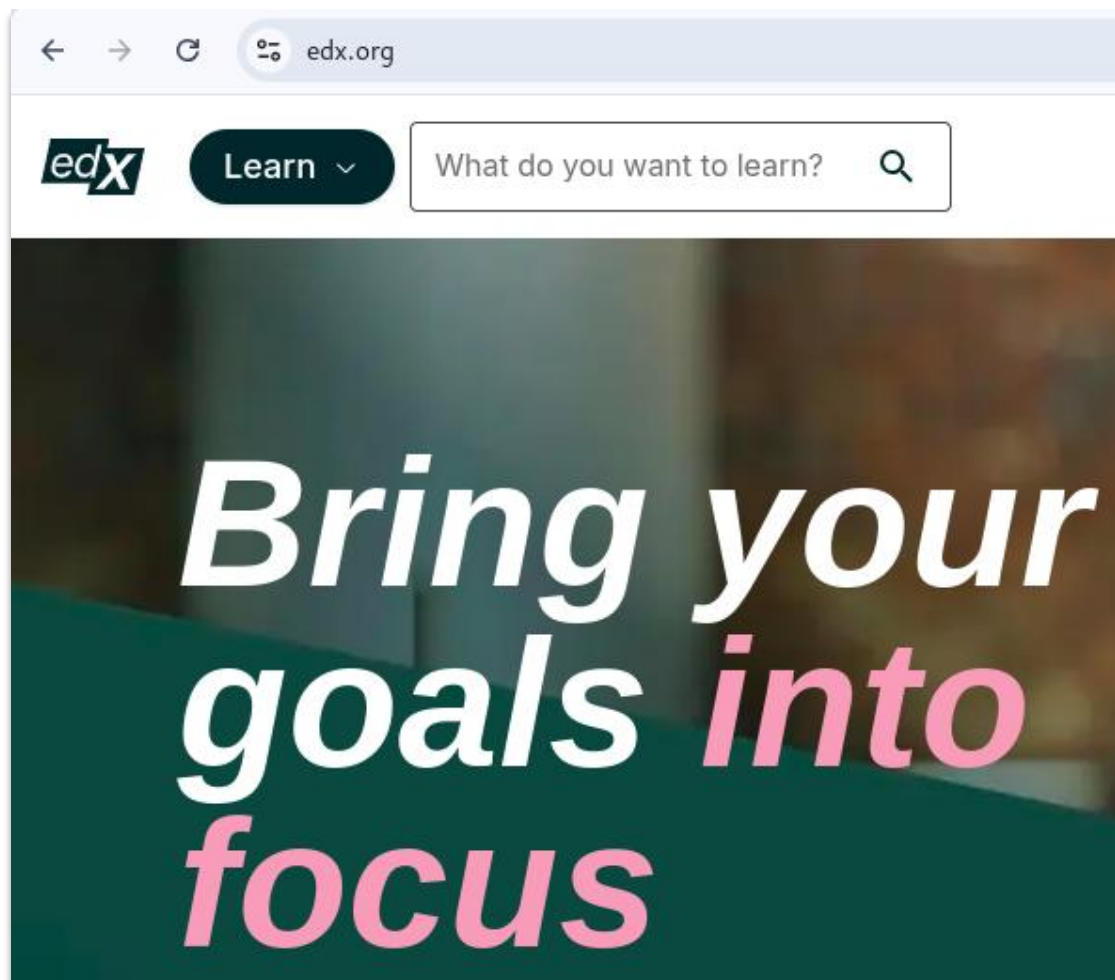 edx.org
edX
Learn
What do you want to learn?
Bring your
goals into
focus